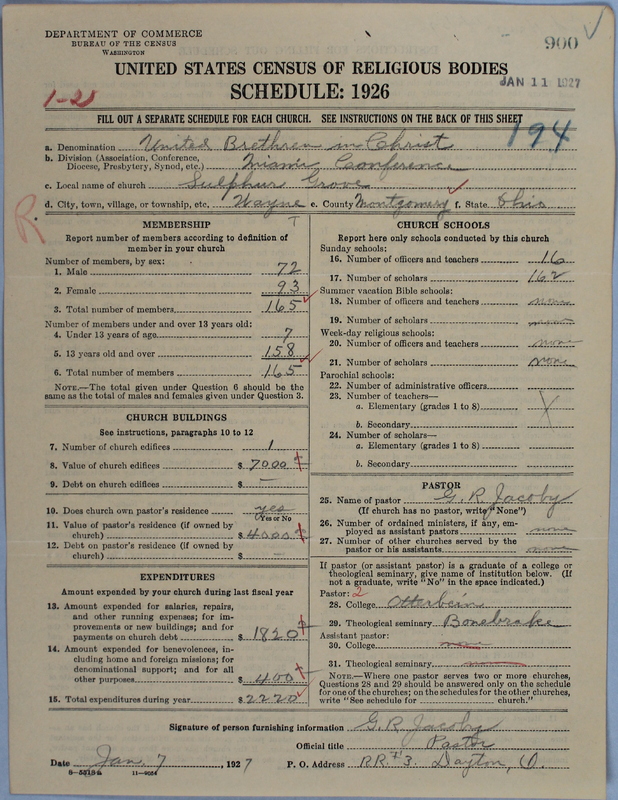 DEPARTMENT OF COMMERCE
BUREAU OF THE CENSUS
WASHINGTON
900
UNITED STATES CENSUS OF RELIGIOUS BODIES
JAN 11 1927
SCHEDULE: 1926
1-2
FILL OUT A SEPARATE SCHEDULE FOR EACH CHURCH. SEE INSTRUCTIONS ON THE BACK OF THIS SHEET
194
a. Denomination United Brethren in Christ
b. Division (Association, Conference, Diocese, Presbytery, Synod, etc.) Miami Conference
c. Local name of church Sulphur Grove
d. City, town, village, or township, etc. Wayne e. County Montgomery f. State Ohio
R
MEMBERSHIP
Report number of members according to definition of
member in your church
Number of members, by sex:
1. Male 72
2. Female 93
3. Total number of members 165
Number of members under and over 13 years old:
4. Under 13 years of age 7
5. 13 years old and over 158
6. Total number of members 165
NOTE.—The total given under Question 6 should be
same as the total of males and females given under Question 3.
CHURCH BUILDINGS
See instructions, paragraphs 10 to 12
7. Number of church edifices 1
8. Value of church edifices $ 7000
9. Debt on church edifices $ —
10. Does church own pastor's residence yes
(Yes or No)
11. Value of pastor's residence (if owned by
church) $ 4000
12. Debt on pastor's residence (if owned by
church) $ —
EXPENDITURES
Amount expended by your church during last fiscal year
13. Amount expended for salaries, repairs,
and other running expenses; for im-
provements or new buildings; and for
payments on church debt $ 1820
14. Amount expended for benevolences, in-
cluding home and foreign missions; for
denominational support; and for all
other purposes $ 400
15. Total expenditures during year $ 2220
CHURCH SCHOOLS
Report here only schools conducted by this church
Sunday schools:
16. Number of officers and teachers 16
17. Number of scholars 162
Summer vacation Bible schools:
18. Number of officers and teachers none
19. Number of scholars none
Week-day religious schools:
20. Number of officers and teachers none
21. Number of scholars none
Parochial schools:
22. Number of administrative officers
23. Number of teachers—
a. Elementary (grades 1 to 8)
b. Secondary
24. Number of scholars—
a. Elementary (grades 1 to 8)
b. Secondary
PASTOR
25. Name of pastor G. R. Jacoby
(If church has no pastor, write "None")
26. Number of ordained ministers, if any, em-
ployed as assistant pastors none
27. Number of other churches served by the
pastor or his assistants none
If pastor (or assistant pastor) is a graduate of a college or
theological seminary, give name of institution below. (If
not a graduate, write "No" in the space indicated.)
Pastor: 2
28. College Otterbein
29. Theological seminary Bonebrake
Assistant pastor:
30. College none
31. Theological seminary none
NOTE.—Where one pastor serves two or more churches,
Questions 28 and 29 should be answered only on the schedule
for one of the churches; on the schedules for the other churches,
write "See schedule for church."
Signature of person furnishing information G. R. Jacoby
Official title Pastor
Date Jan. 7, 1927 P. O. Address R.R. #3. Dayton, O.
8—5518a 11—9054